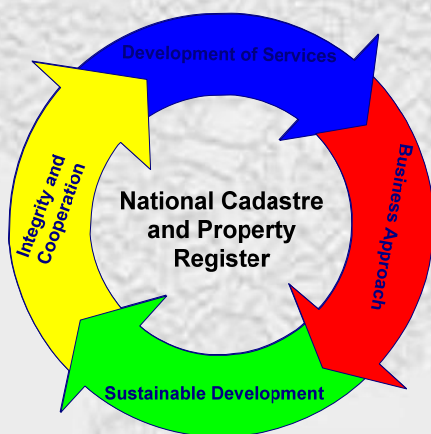 Development of Services
Business Approach
Sustainable Development
Integrity and
Cooperation
National Cadastre
and Property
Register